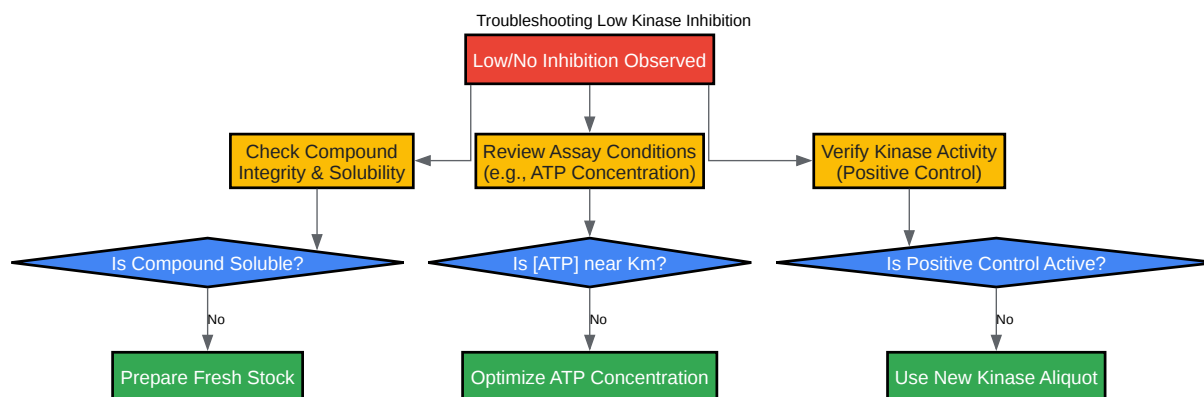 Troubleshooting Low Kinase Inhibition
Low/No Inhibition Observed
Check Compound
Integrity & Solubility
Review Assay Conditions
(e.g., ATP Concentration)
Verify Kinase Activity
(Positive Control)
Is Compound Soluble?
Is [ATP] near Km?
Is Positive Control Active?
No
No
No
Prepare Fresh Stock
Optimize ATP Concentration
Use New Kinase Aliquot